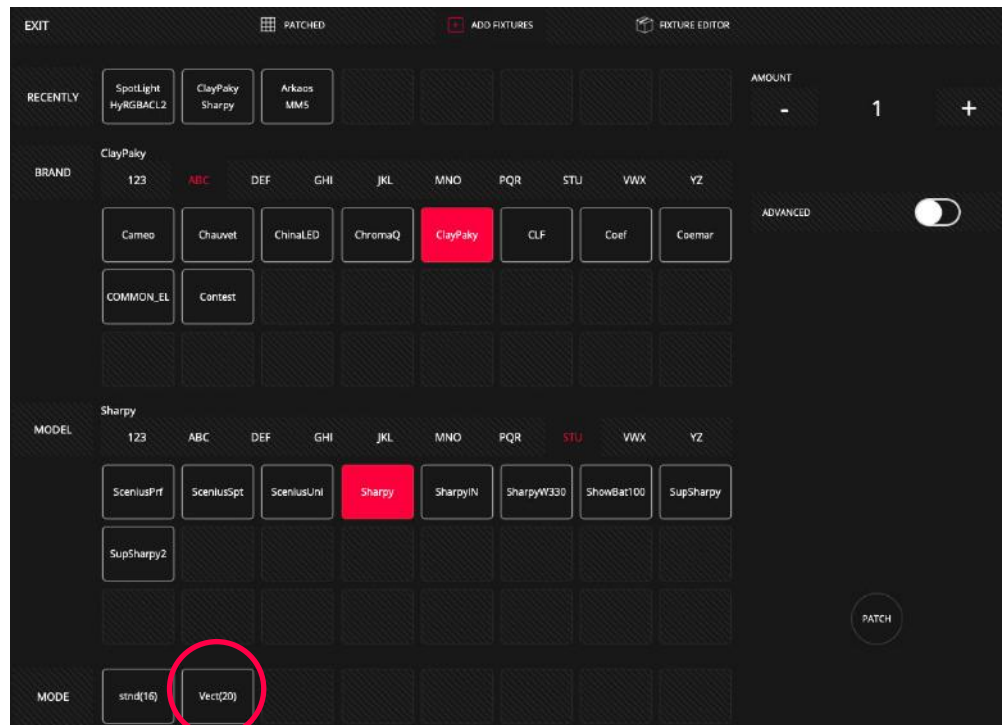 EXIT PATCHED ADD FIXTURES FIXTURE EDITOR
RECENTLY
SpotLight HyRGBACL2
ClayPaky Sharpy
Arkaos MM5
AMOUNT
- 1 +
ClayPaky
BRAND 123 ABC DEF GHI JKL MNO PQR STU VWX YZ
Cameo Chauvet ChinaLED ChromaQ ClayPaky CLF Coef Coemar
ADVANCED
COMMON_EL Contest
Sharpy
MODEL 123 ABC DEF GHI JKL MNO PQR STU VWX YZ
SceniusPrf SceniusSpt SceniusUni Sharpy SharpyIN SharpyW330 ShowBat100 SupSharpy
SupSharpy2
PATCH
MODE stnd(16) Vect(20)